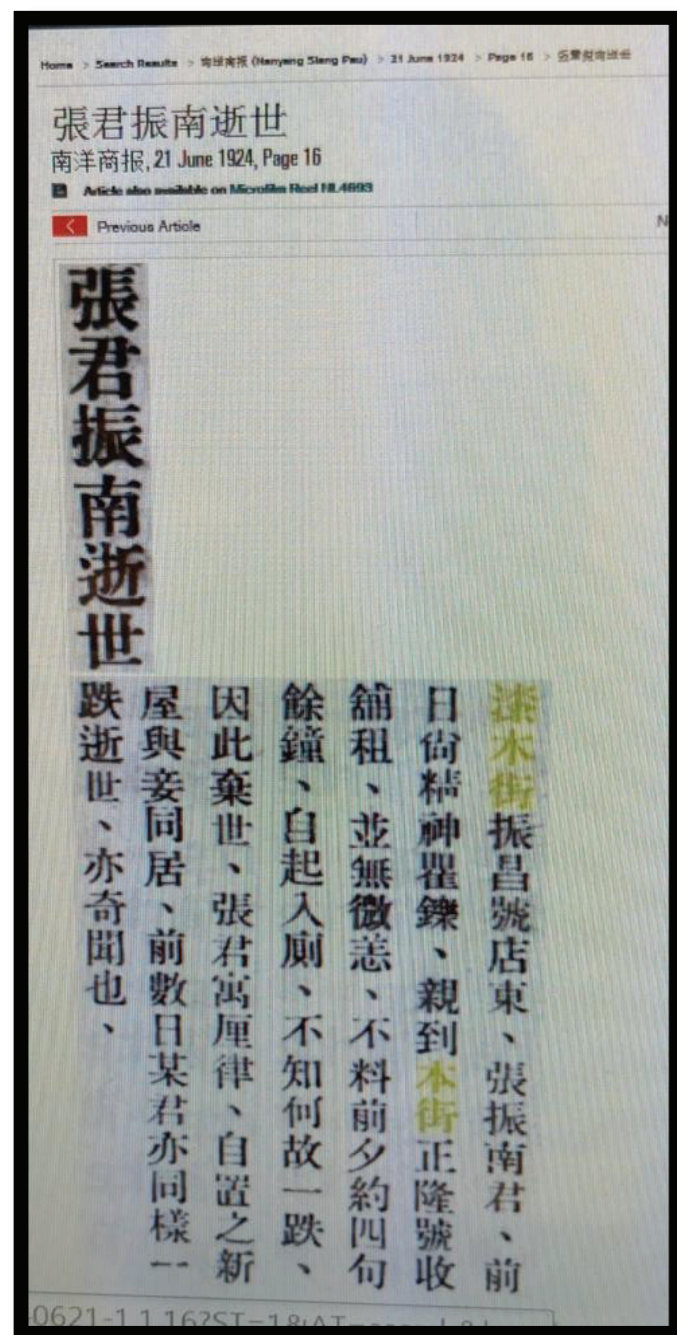 Home > Search Results > 南洋商报 (Nanyang Siang Pau) > 21 June 1924 > Page 16 >
張君振南逝世
南洋商报, 21 June 1924, Page 16
Article also available on Microfilm Reel NL4693
Previous Article
N
張君振南逝世
漆木街振昌號店東、張振南君、前
日尙精神矍鑠、親到本街正隆號收
舖租、並無微恙、不料前夕約四句
餘鐘、自起入厠、不知何故一跌、
因此棄世、張君寓厘律、自置之新
屋與妾同居、前數日某君亦同樣一
跌逝世、亦奇聞也、